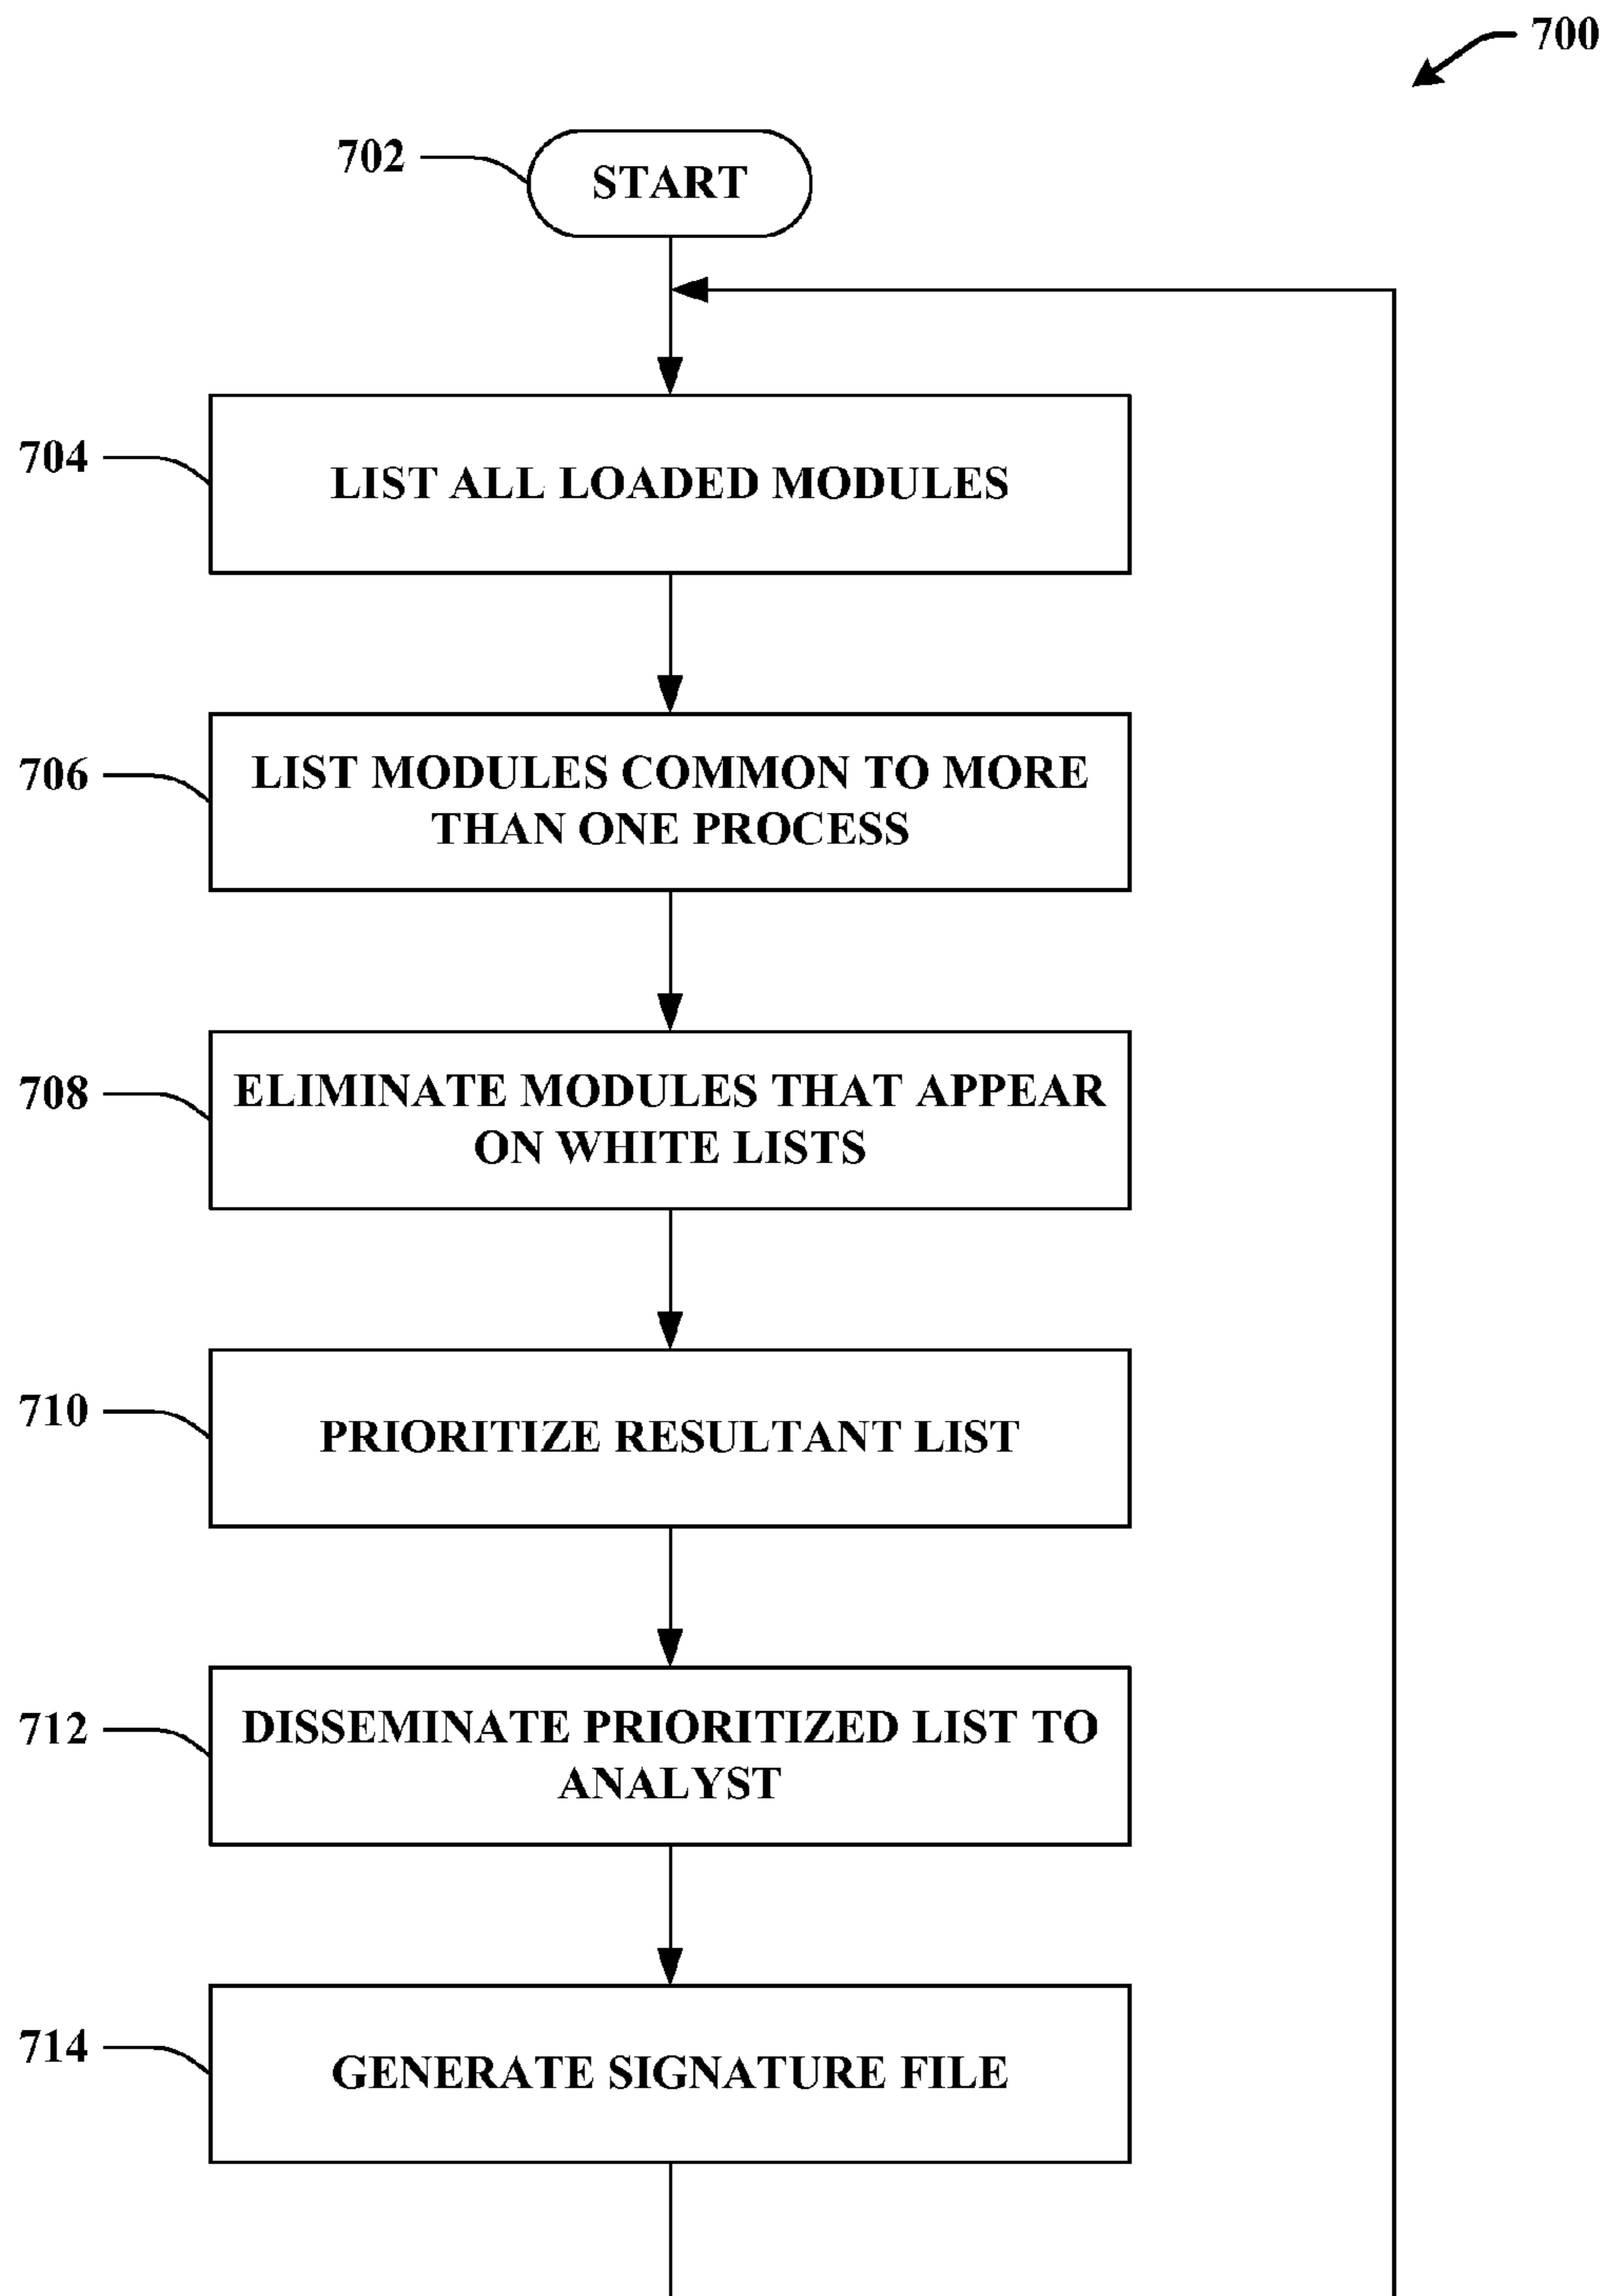 700
702
START
704
LIST ALL LOADED MODULES
706
LIST MODULES COMMON TO MORE
THAN ONE PROCESS
708
ELIMINATE MODULES THAT APPEAR
ON WHITE LISTS
710
PRIORITIZE RESULTANT LIST
712
DISSEMINATE PRIORITIZED LIST TO
ANALYST
714
GENERATE SIGNATURE FILE